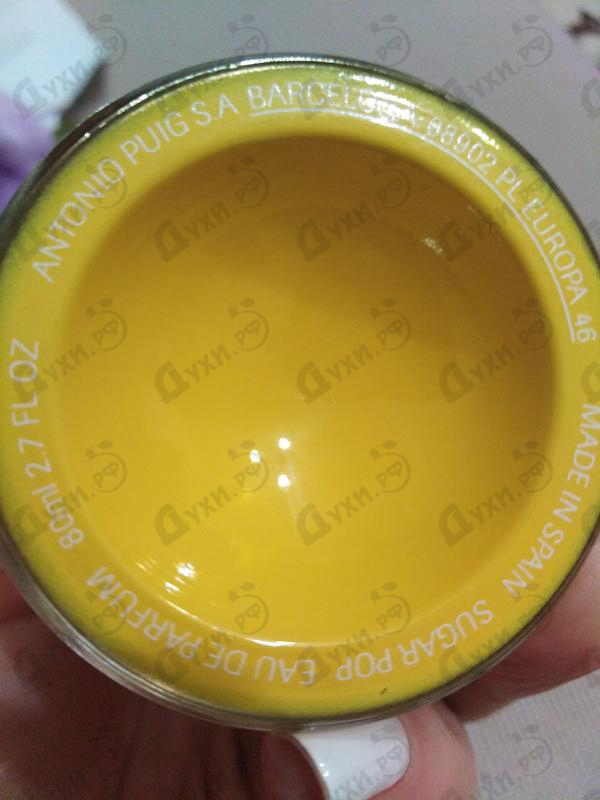 ANTONIO PUIG S.A BARCELONA 08902 PL EUROPA 46
MADE IN SPAIN
SUGAR POP
EAU DE PARFUM
80ml 2.7 FL OZ
Духи.рф